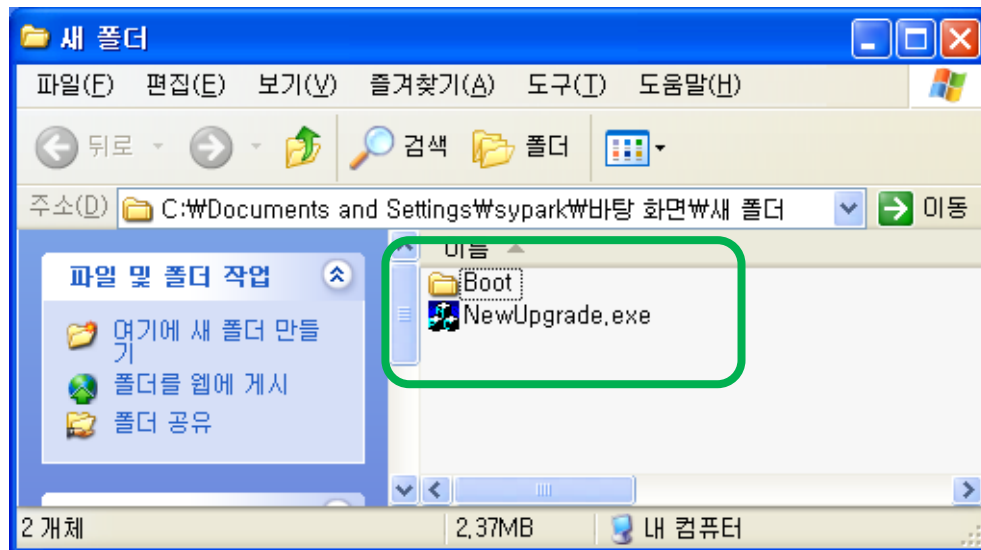 새 폴더
파일(F) 편집(E) 보기(V) 즐겨찾기(A) 도구(T) 도움말(H)
뒤로 검색 폴더
주소(D) C:₩Documents and Settings₩sypark₩바탕 화면₩새 폴더 이동
파일 및 폴더 작업
여기에 새 폴더 만들
기
폴더를 웹에 게시
폴더 공유
이름
Boot
NewUpgrade.exe
2 개체 2,37MB 내 컴퓨터